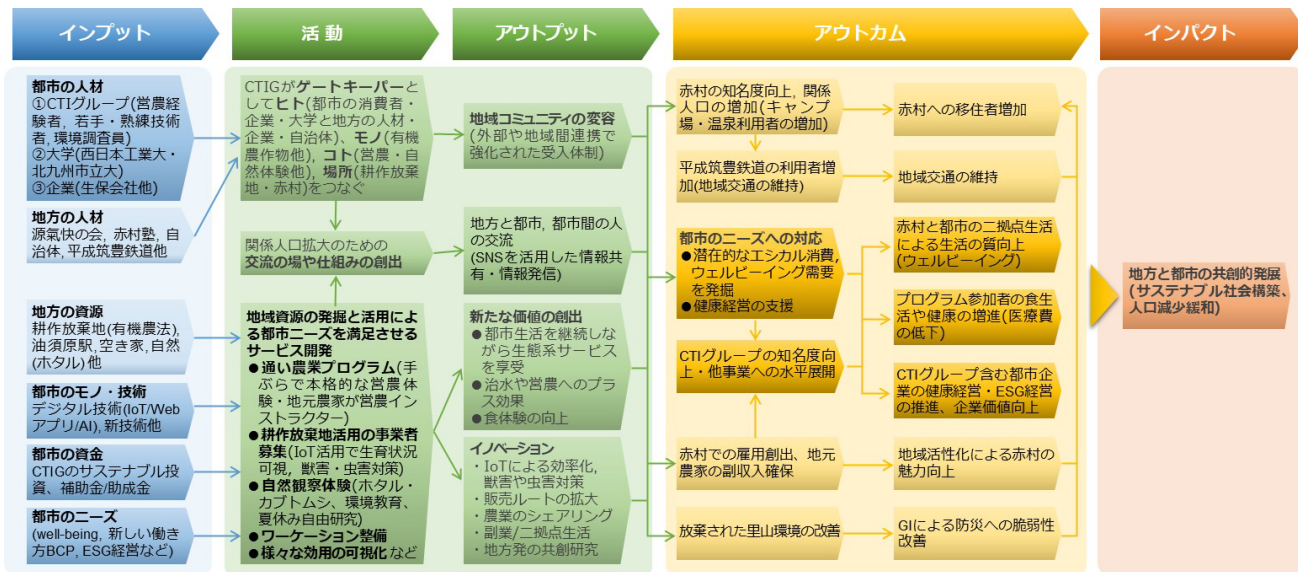 インプット
活 動
アウトプット
アウトカム
インパクト
都市の人材
①CTIグループ(営農経
験者, 若手・熟練技術
者, 環境調査員)
②大学(西日本工業大・
北九州市立大)
③企業(生保会社他)
地方の人材
源氣快の会, 赤村塾, 自
治体, 平成筑豊鉄道他
地方の資源
耕作放棄地(有機農法),
油須原駅, 空き家, 自然
(ホタル)他
都市のモノ・技術
デジタル技術(IoT/Web
アプリ/AI), 新技術他
都市の資金
CTIGのサステナブル投
資、補助金/助成金
都市のニーズ
(well-being, 新しい働き
方BCP, ESG経営など)
CTIGがゲートキーパーと
してヒト(都市の消費者・
企業・大学と地方の人材・
企業・自治体)、モノ(有機
農作物他), コト(営農・自
然体験他), 場所(耕作放棄
地・赤村)をつなぐ
関係人口拡大のための
交流の場や仕組みの創出
地域資源の発掘と活用によ
る都市ニーズを満足させる
サービス開発
●通い農業プログラム(手
ぶらで本格的な営農体
験・地元農家が営農イン
ストラクター)
●耕作放棄地活用の事業者
募集(IoT活用で生育状況
可視, 獣害・虫害対策)
●自然観察体験(ホタル・
カブトムシ、環境教育、
夏休み自由研究)
●ワーケーション整備
●様々な効用の可視化など
地域コミュニティの変容
(外部や地域間連携で
強化された受入体制)
地方と都市, 都市間の人
の交流
(SNSを活用した情報共
有・情報発信)
新たな価値の創出
●都市生活を継続しな
がら生態系サービス
を享受
●治水や営農へのプラ
ス効果
●食体験の向上
イノベーション
・IoTによる効率化,
獣害や虫害対策
・販売ルートの拡大
・農業のシェアリング
・副業/二拠点生活
・地方発の共創研究
赤村の知名度向上, 関係
人口の増加(キャンプ
場・温泉利用者の増加)
平成筑豊鉄道の利用者増
加(地域交通の維持)
都市のニーズへの対応
●潜在的なエシカル消費,
ウェルビーイング需要
を発掘
●健康経営の支援
CTIグループの知名度向
上・他事業への水平展開
赤村での雇用創出、地元
農家の副収入確保
放棄された里山環境の改善
赤村への移住者増加
地域交通の維持
赤村と都市の二拠点生活
による生活の質向上
(ウェルビーイング)
プログラム参加者の食生
活や健康の増進(医療費
の低下)
CTIグループ含む都市企
業の健康経営・ESG経営
の推進、企業価値向上
地域活性化による赤村の
魅力向上
GIによる防災への脆弱性
改善
地方と都市の共創的発展
(サステナブル社会構築、
人口減少緩和)